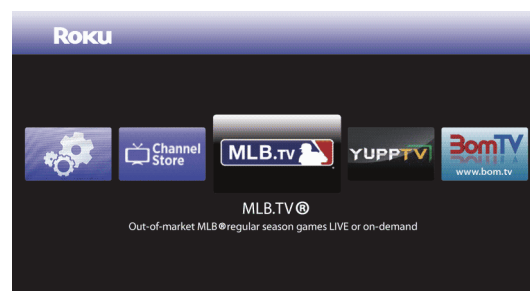 ROKU
Channel
Store
MLB.TV
YUPPTV
BomTV
www.bom.tv
MLB.TV®
Out-of-market MLB®regular season games LIVE or on-demand